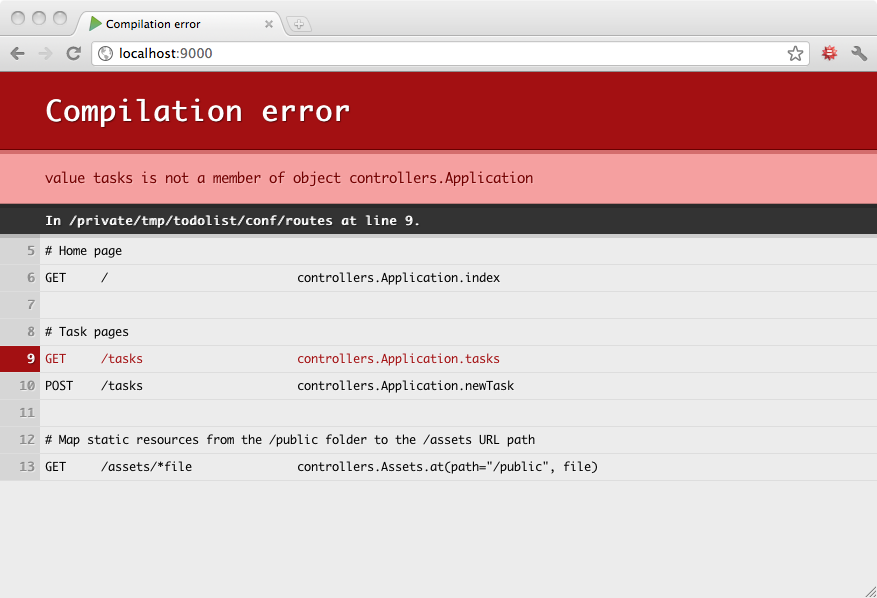 Compilation error
localhost:9000
Compilation error
value tasks is not a member of object controllers.Application
In /private/tmp/todolist/conf/routes at line 9.
5 # Home page
6 GET / controllers.Application.index
7
8 # Task pages
9 GET /tasks controllers.Application.tasks
10 POST /tasks controllers.Application.newTask
11
12 # Map static resources from the /public folder to the /assets URL path
13 GET /assets/*file controllers.Assets.at(path="/public", file)